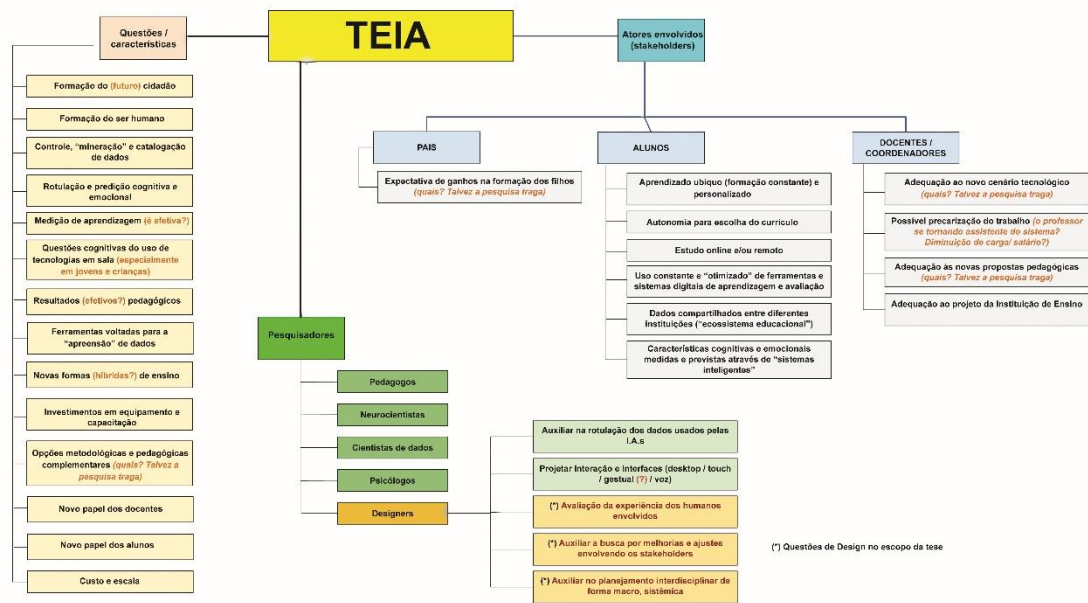 TEIA
Questões /
características
Formação do (futuro) cidadão
Formação do ser humano
Controle, “mineração” e catalogação
de dados
Rotulação e predição cognitiva e
emocional
Medição de aprendizagem (é efetiva?)
Questões cognitivas do uso de
tecnologias em sala (especialmente
em jovens e crianças)
Resultados (efetivos?) pedagógicos
Ferramentas voltadas para a
“apreensão” de dados
Novas formas (híbridas?) de ensino
Investimentos em equipamento e
capacitação
Opções metodológicas e pedagógicas
complementares (quais? Talvez a
pesquisa traga)
Novo papel dos docentes
Novo papel dos alunos
Custo e escala
Pesquisadores
Pedagogos
Neurocientistas
Cientistas de dados
Psicólogos
Designers
Auxiliar na rotulação dos dados usados pelas
I.A.s
Projetar Interação e Interfaces (desktop / touch
/ gestual (?) / voz)
(*) Avaliação da experiência dos humanos
envolvidos
(*) Auxiliar a busca por melhorias e ajustes
envolvendo os stakeholders
(*) Auxiliar no planejamento interdisciplinar de
forma macro, sistêmica
(*) Questões de Design no escopo da tese
Atores envolvidos
(stakeholders)
PAIS
Expectativa de ganhos na formação dos filhos
(quais? Talvez a pesquisa traga)
ALUNOS
Aprendizado ubíquo (formação constante) e
personalizado
Autonomia para escolha do currículo
Estudo online e/ou remoto
Uso constante e “otimizado” de ferramentas e
sistemas digitais de aprendizagem e avaliação
Dados compartilhados entre diferentes
instituições (“ecossistema educacional”)
Características cognitivas e emocionais
medidas e previstas através de “sistemas
inteligentes”
DOCENTES /
COORDENADORES
Adequação ao novo cenário tecnológico
(quais? Talvez a pesquisa traga)
Possível precarização do trabalho (o professor
se tornando assistente do sistema?
Diminuição de carga/ salário?)
Adequação às novas propostas pedagógicas
(quais? Talvez a pesquisa traga)
Adequação ao projeto da Instituição de Ensino